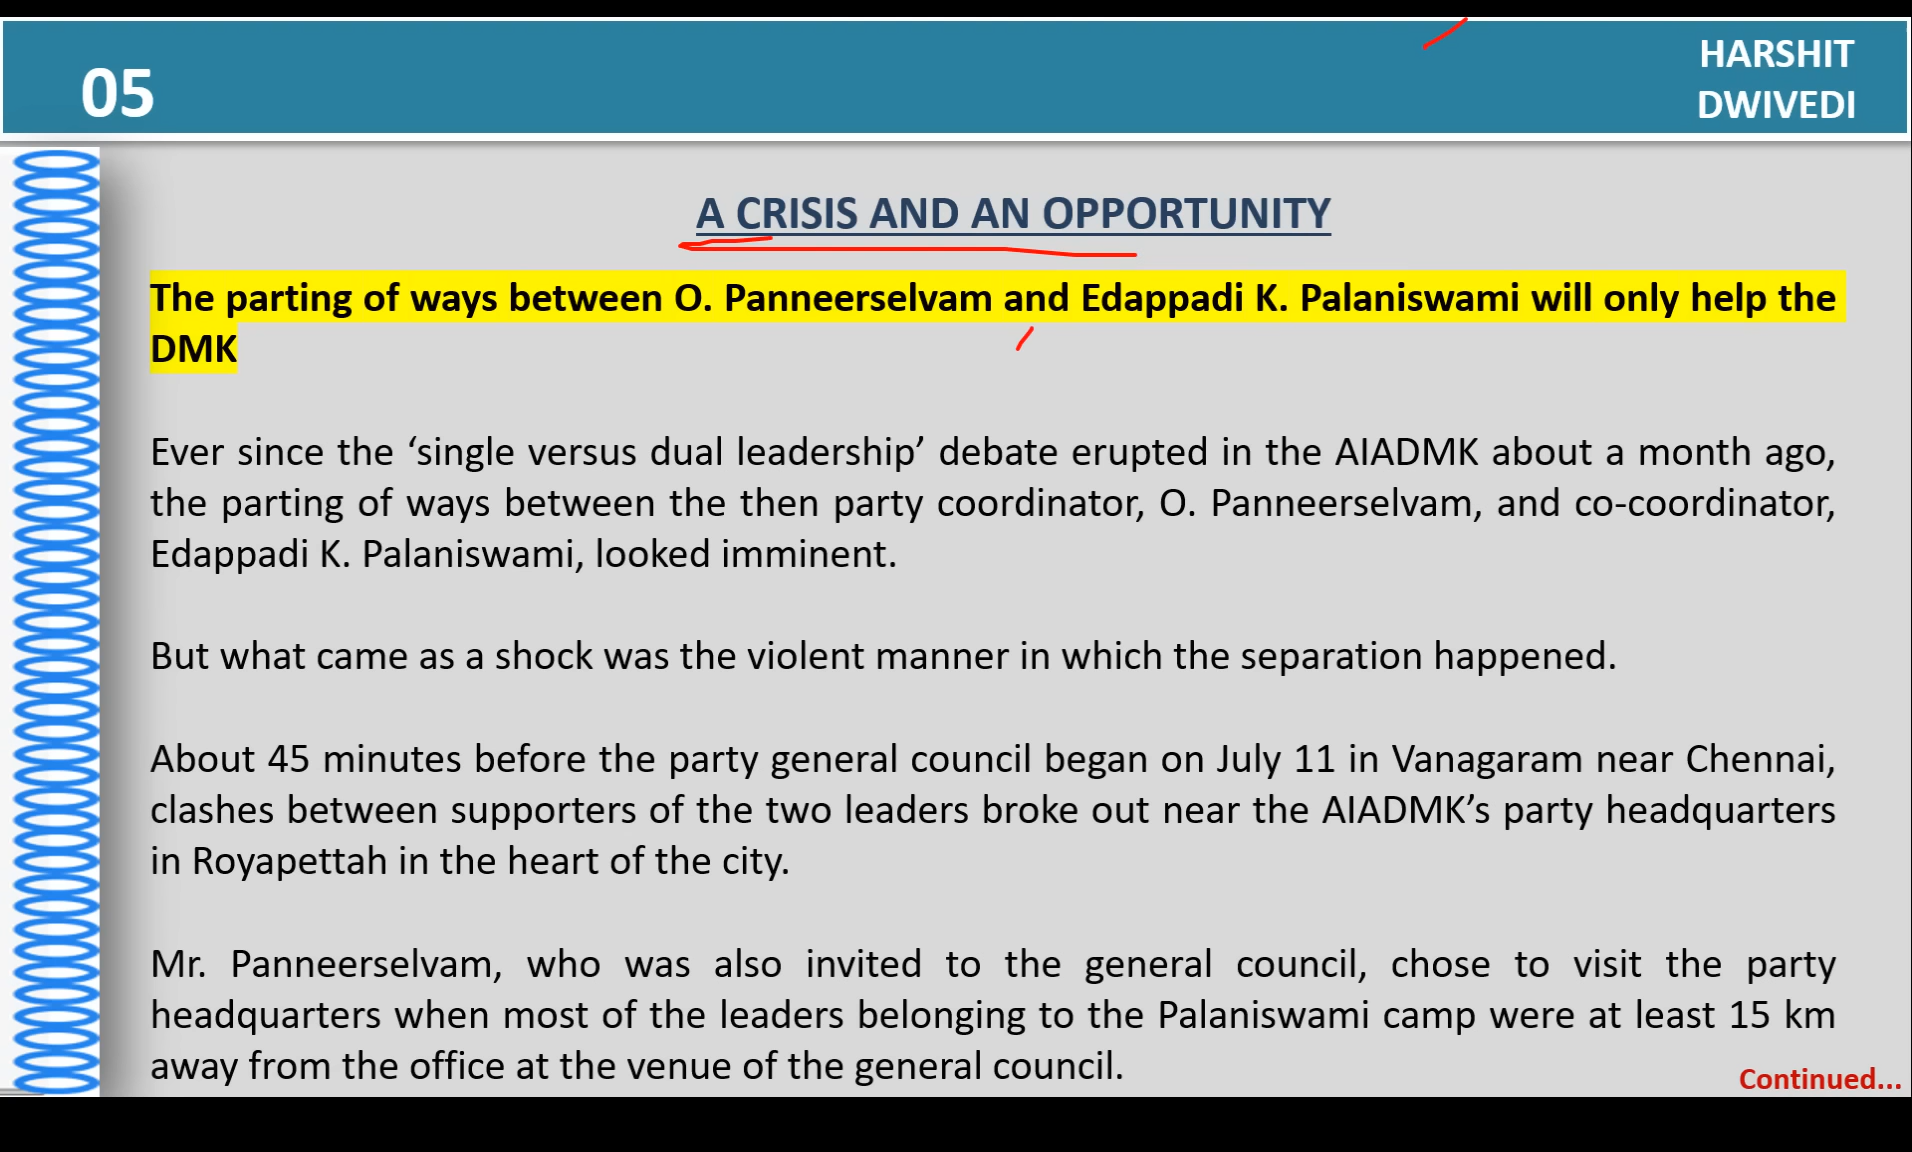 05
HARSHIT
DWIVEDI
A CRISIS AND AN OPPORTUNITY
The parting of ways between O. Panneerselvam and Edappadi K. Palaniswami will only help the
DMK
Ever since the ‘single versus dual leadership’ debate erupted in the AIADMK about a month ago,
the parting of ways between the then party coordinator, O. Panneerselvam, and co-coordinator,
Edappadi K. Palaniswami, looked imminent.
But what came as a shock was the violent manner in which the separation happened.
About 45 minutes before the party general council began on July 11 in Vanagaram near Chennai,
clashes between supporters of the two leaders broke out near the AIADMK’s party headquarters
in Royapettah in the heart of the city.
Mr. Panneerselvam, who was also invited to the general council, chose to visit the party
headquarters when most of the leaders belonging to the Palaniswami camp were at least 15 km
away from the office at the venue of the general council.
Continued...